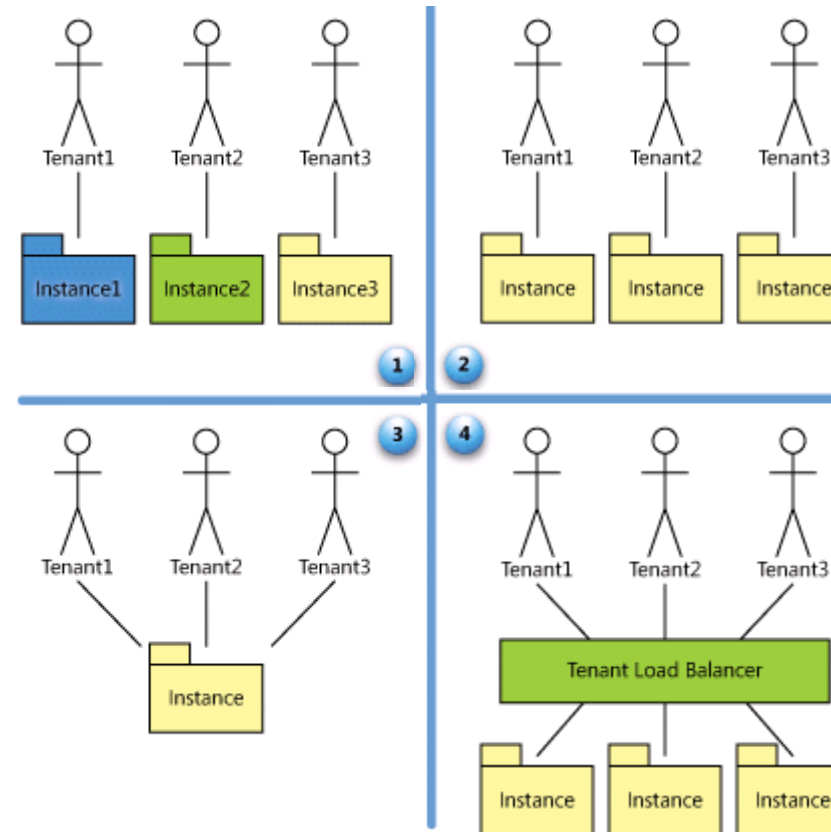 Tenant1 Tenant2 Tenant3
Instance1 Instance2 Instance3
1
Tenant1 Tenant2 Tenant3
Instance Instance Instance
2
3
Tenant1 Tenant2 Tenant3
Instance
4
Tenant1 Tenant2 Tenant3
Tenant Load Balancer
Instance Instance Instance